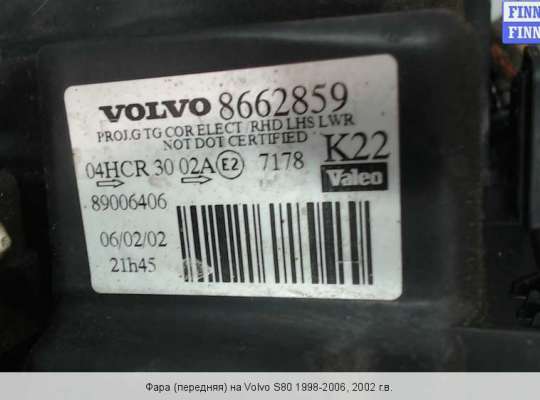 FINN
FINN
VOLVO 8662859
PROJ.G TG COR ELECT /RHD LHS LWR
NOT DOT CERTIFIED
04HCR 30 02A E2 7178 K22
Valeo
89006406
06/02/02
21h45
Фара (передняя) на Volvo S80 1998-2006, 2002 г.в.